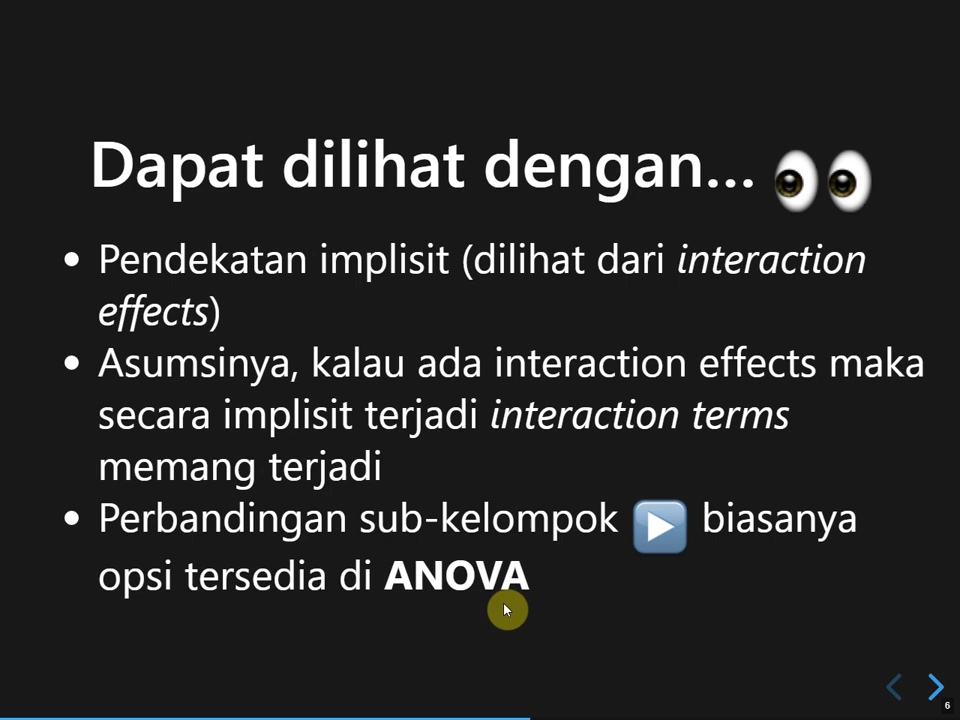 Dapat dilihat dengan... 👀
• Pendekatan implisit (dilihat dari interaction
effects)
• Asumsinya, kalau ada interaction effects maka
secara implisit terjadi interaction terms
memang terjadi
• Perbandingan sub-kelompok ▶️ biasanya
opsi tersedia di ANOVA
6